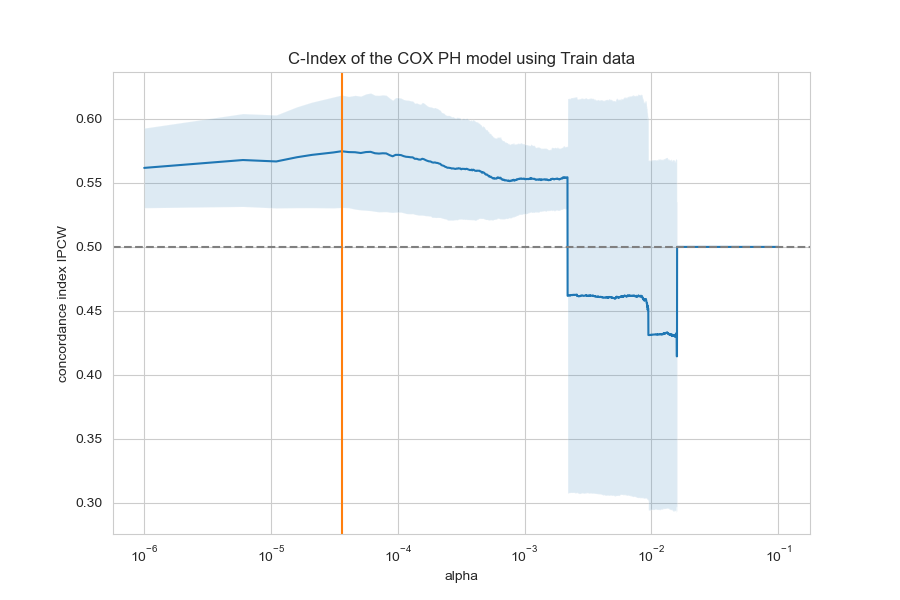 C-Index of the COX PH model using Train data
concordance index IPCW
0.60
0.55
0.50
0.45
0.40
0.35
0.30
10⁻⁶ 10⁻⁵ 10⁻⁴ 10⁻³ 10⁻² 10⁻¹
alpha